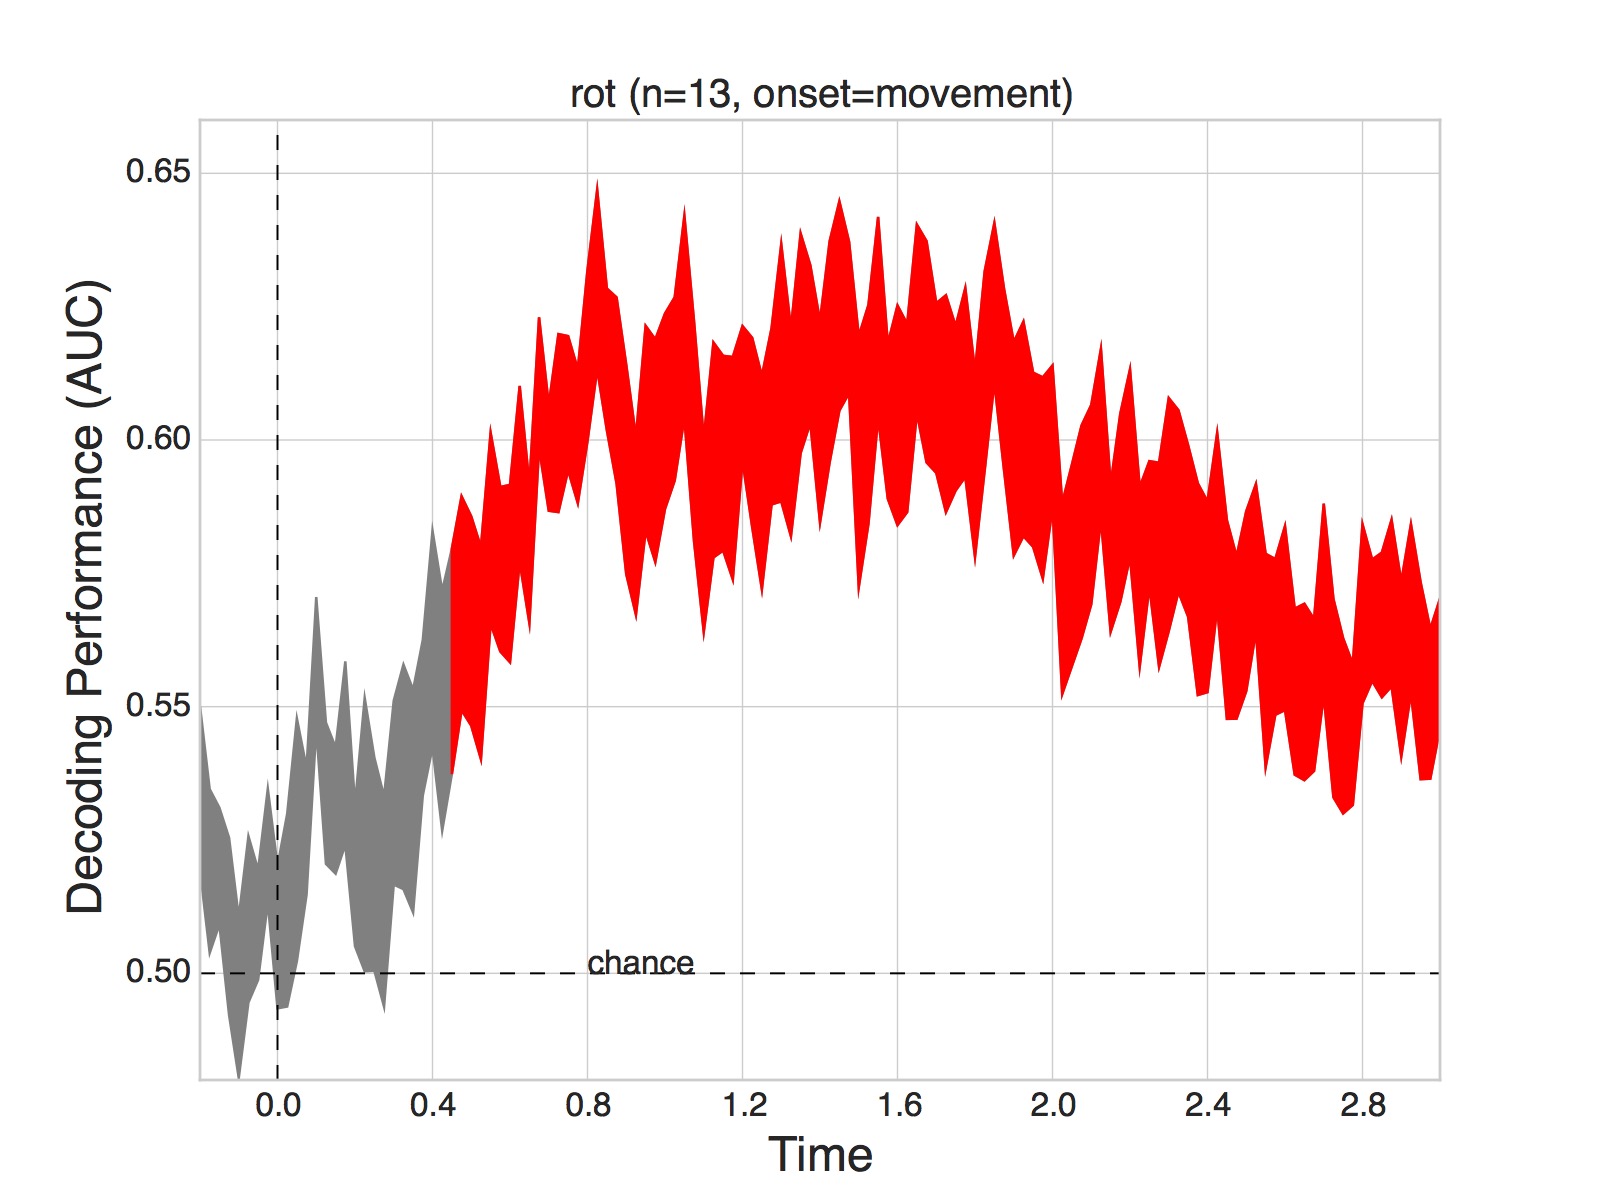 rot (n=13, onset=movement)
Decoding Performance (AUC)
0.65
0.60
0.55
0.50
chance
0.0 0.4 0.8 1.2 1.6 2.0 2.4 2.8
Time